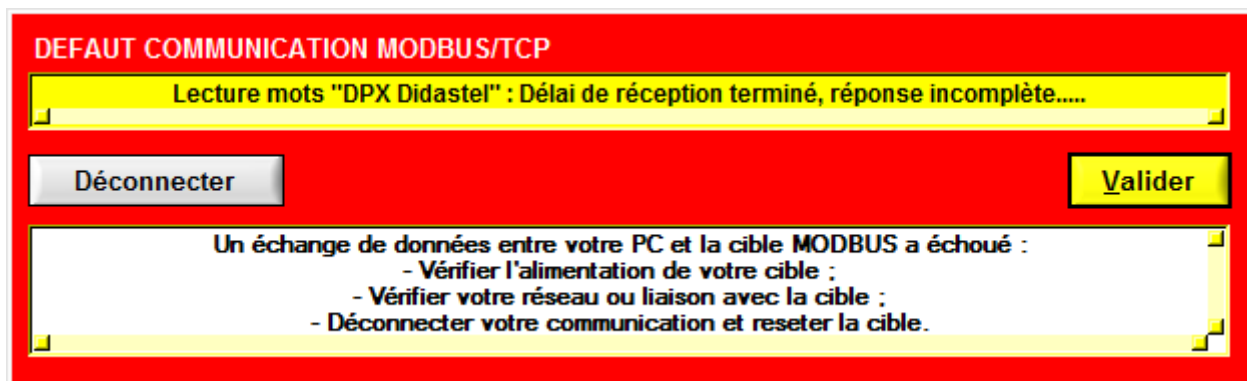 DEFAUT COMMUNICATION MODBUS/TCP
Lecture mots "DPX Didastel" : Délai de réception terminé, réponse incomplète.....
Déconnecter
Valider
Un échange de données entre votre PC et la cible MODBUS a échoué :
- Vérifier l'alimentation de votre cible ;
- Vérifier votre réseau ou liaison avec la cible ;
- Déconnecter votre communication et reseter la cible.